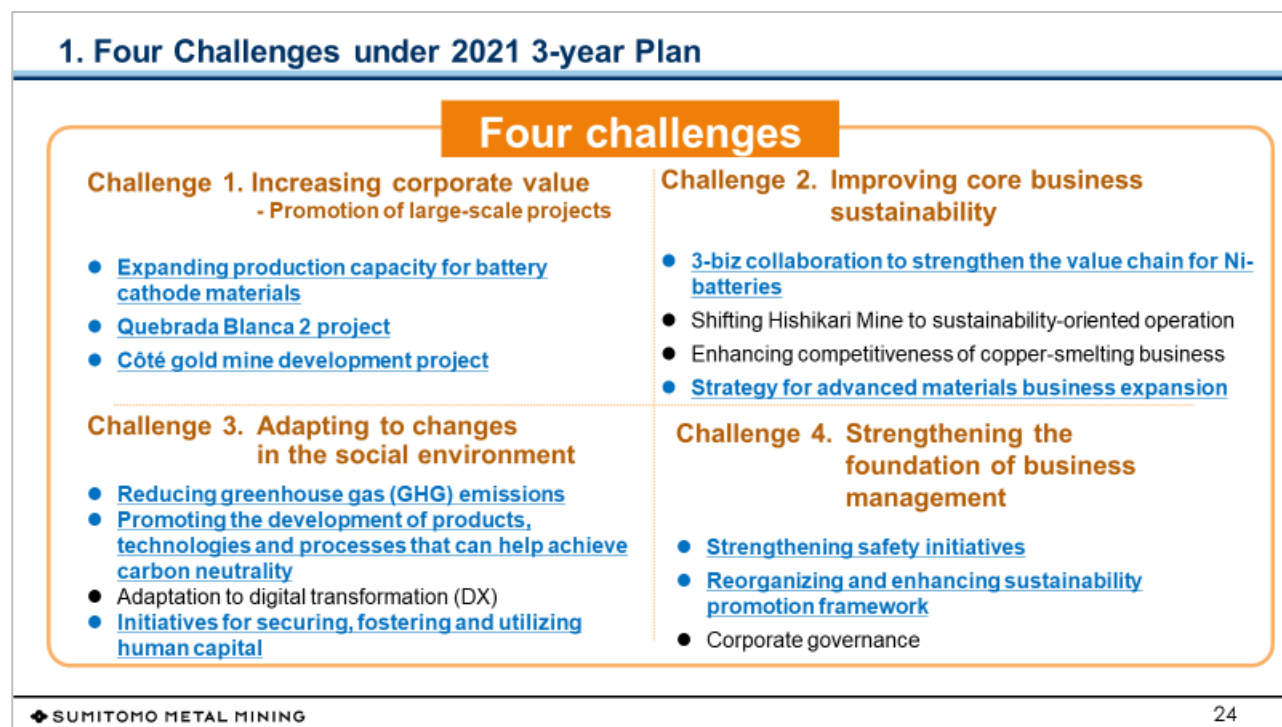 1. Four Challenges under 2021 3-year Plan
Four challenges
Challenge 1. Increasing corporate value
- Promotion of large-scale projects
● Expanding production capacity for battery
cathode materials
● Quebrada Blanca 2 project
● Côté gold mine development project
Challenge 2. Improving core business
sustainability
● 3-biz collaboration to strengthen the value chain for Ni-
batteries
● Shifting Hishikari Mine to sustainability-oriented operation
● Enhancing competitiveness of copper-smelting business
● Strategy for advanced materials business expansion
Challenge 3. Adapting to changes
in the social environment
● Reducing greenhouse gas (GHG) emissions
● Promoting the development of products,
technologies and processes that can help achieve
carbon neutrality
● Adaptation to digital transformation (DX)
● Initiatives for securing, fostering and utilizing
human capital
Challenge 4. Strengthening the
foundation of business
management
● Strengthening safety initiatives
● Reorganizing and enhancing sustainability
promotion framework
● Corporate governance
SUMITOMO METAL MINING
24